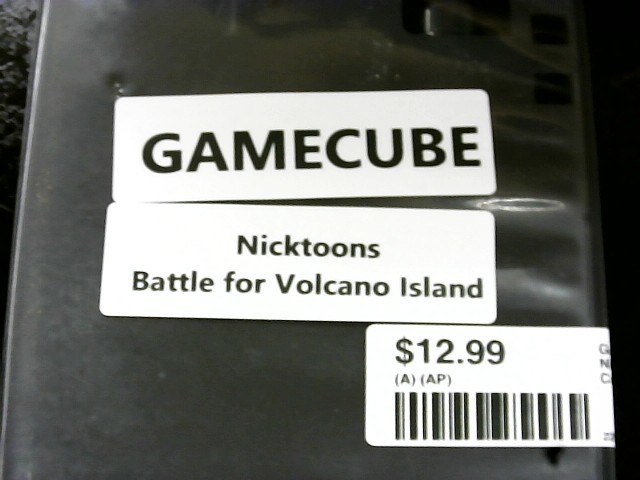 GAMECUBE
Nicktoons
Battle for Volcano Island
$12.99
(A) (AP)